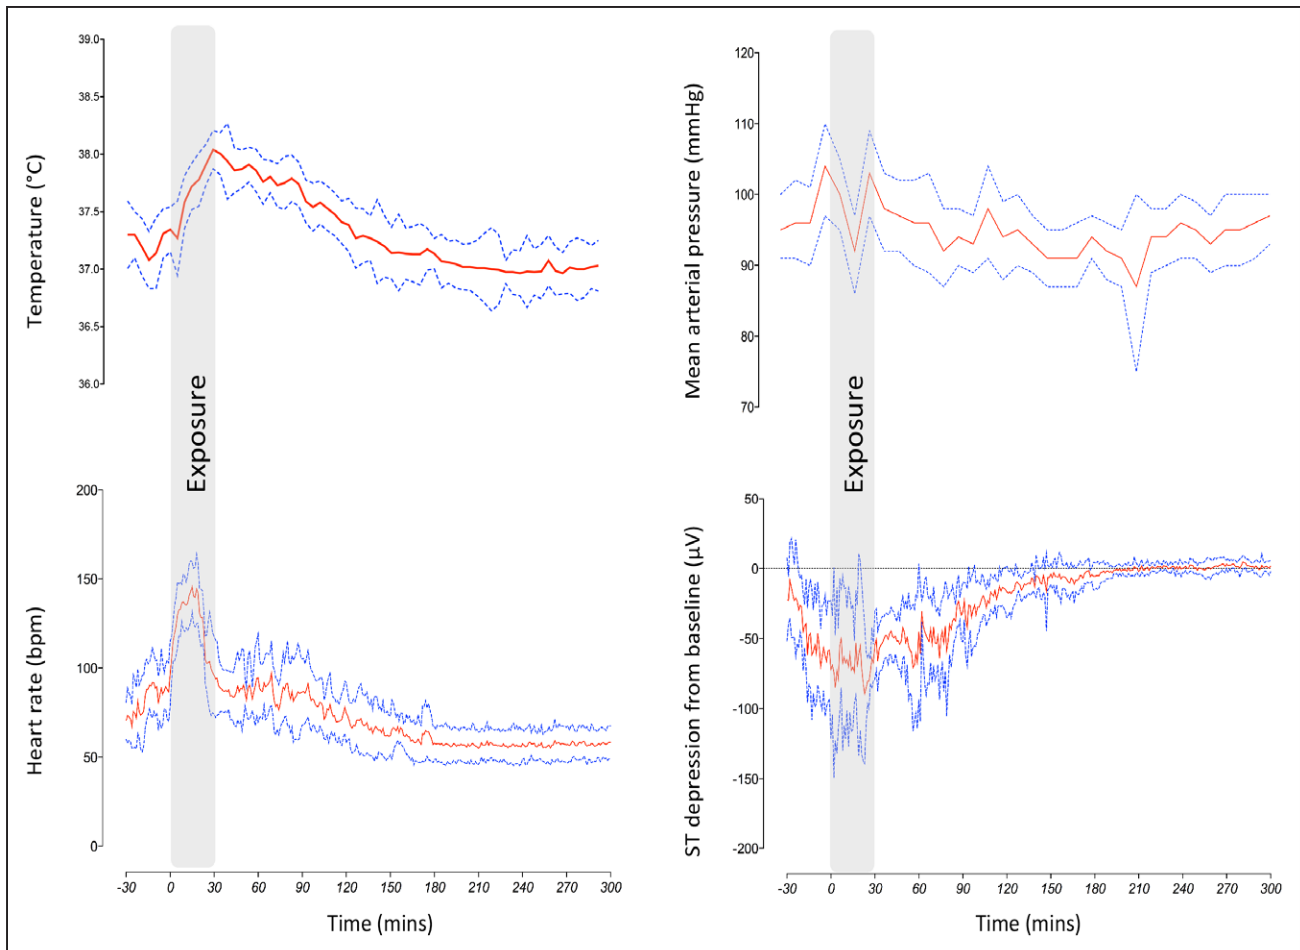 Temperature (°C)
39.0
38.5
38.0
37.5
37.0
36.5
36.0
Exposure
Heart rate (bpm)
200
150
100
50
0
-30 0 30 60 90 120 150 180 210 240 270 300
Time (mins)
Mean arterial pressure (mmHg)
120
110
100
90
80
70
Exposure
ST depression from baseline (µV)
50
0
-50
-100
-150
-200
-30 0 30 60 90 120 150 180 210 240 270 300
Time (mins)